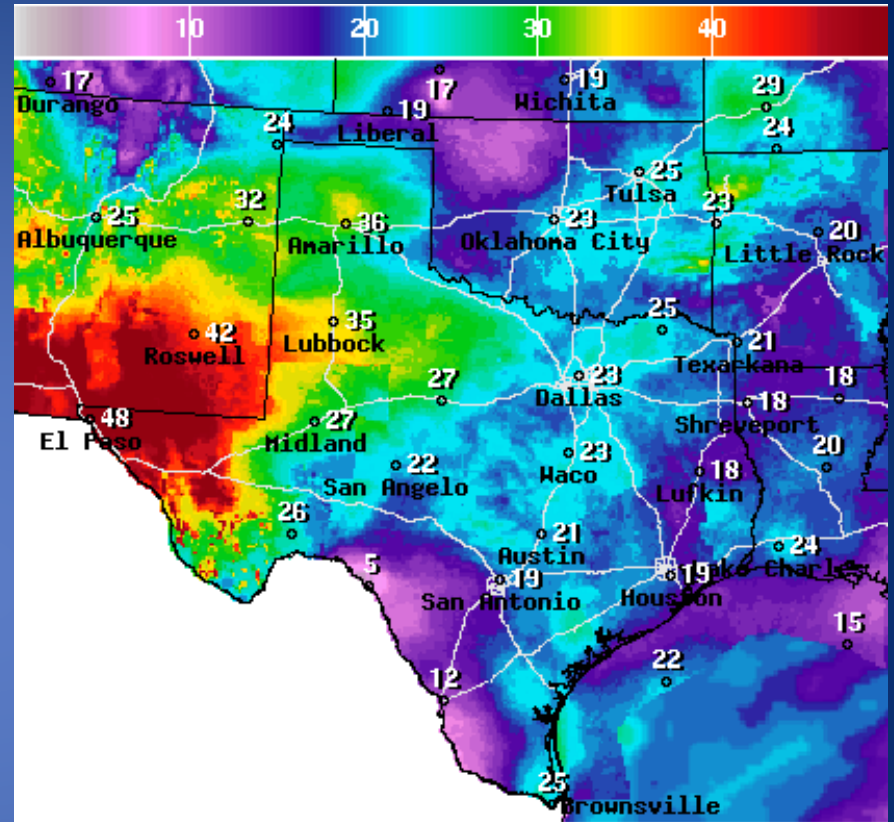 10 20 30 40
17 Durango
17
19 Wichita
19 Liberal
29
24
24
25 Tulsa
25 Albuquerque
32
36 Amarillo
23 Oklahoma City
23
20 Little Rock
42 Roswell
35 Lubbock
25
21 Texarkana
48 El Paso
27 Midland
27
23 Dallas
18 Shreveport
18
22 San Angelo
23 Waco
18 Lufkin
20
26
21 Austin
24
5
19 San Antonio
19 Houston
15
12
22
25 Brownsville